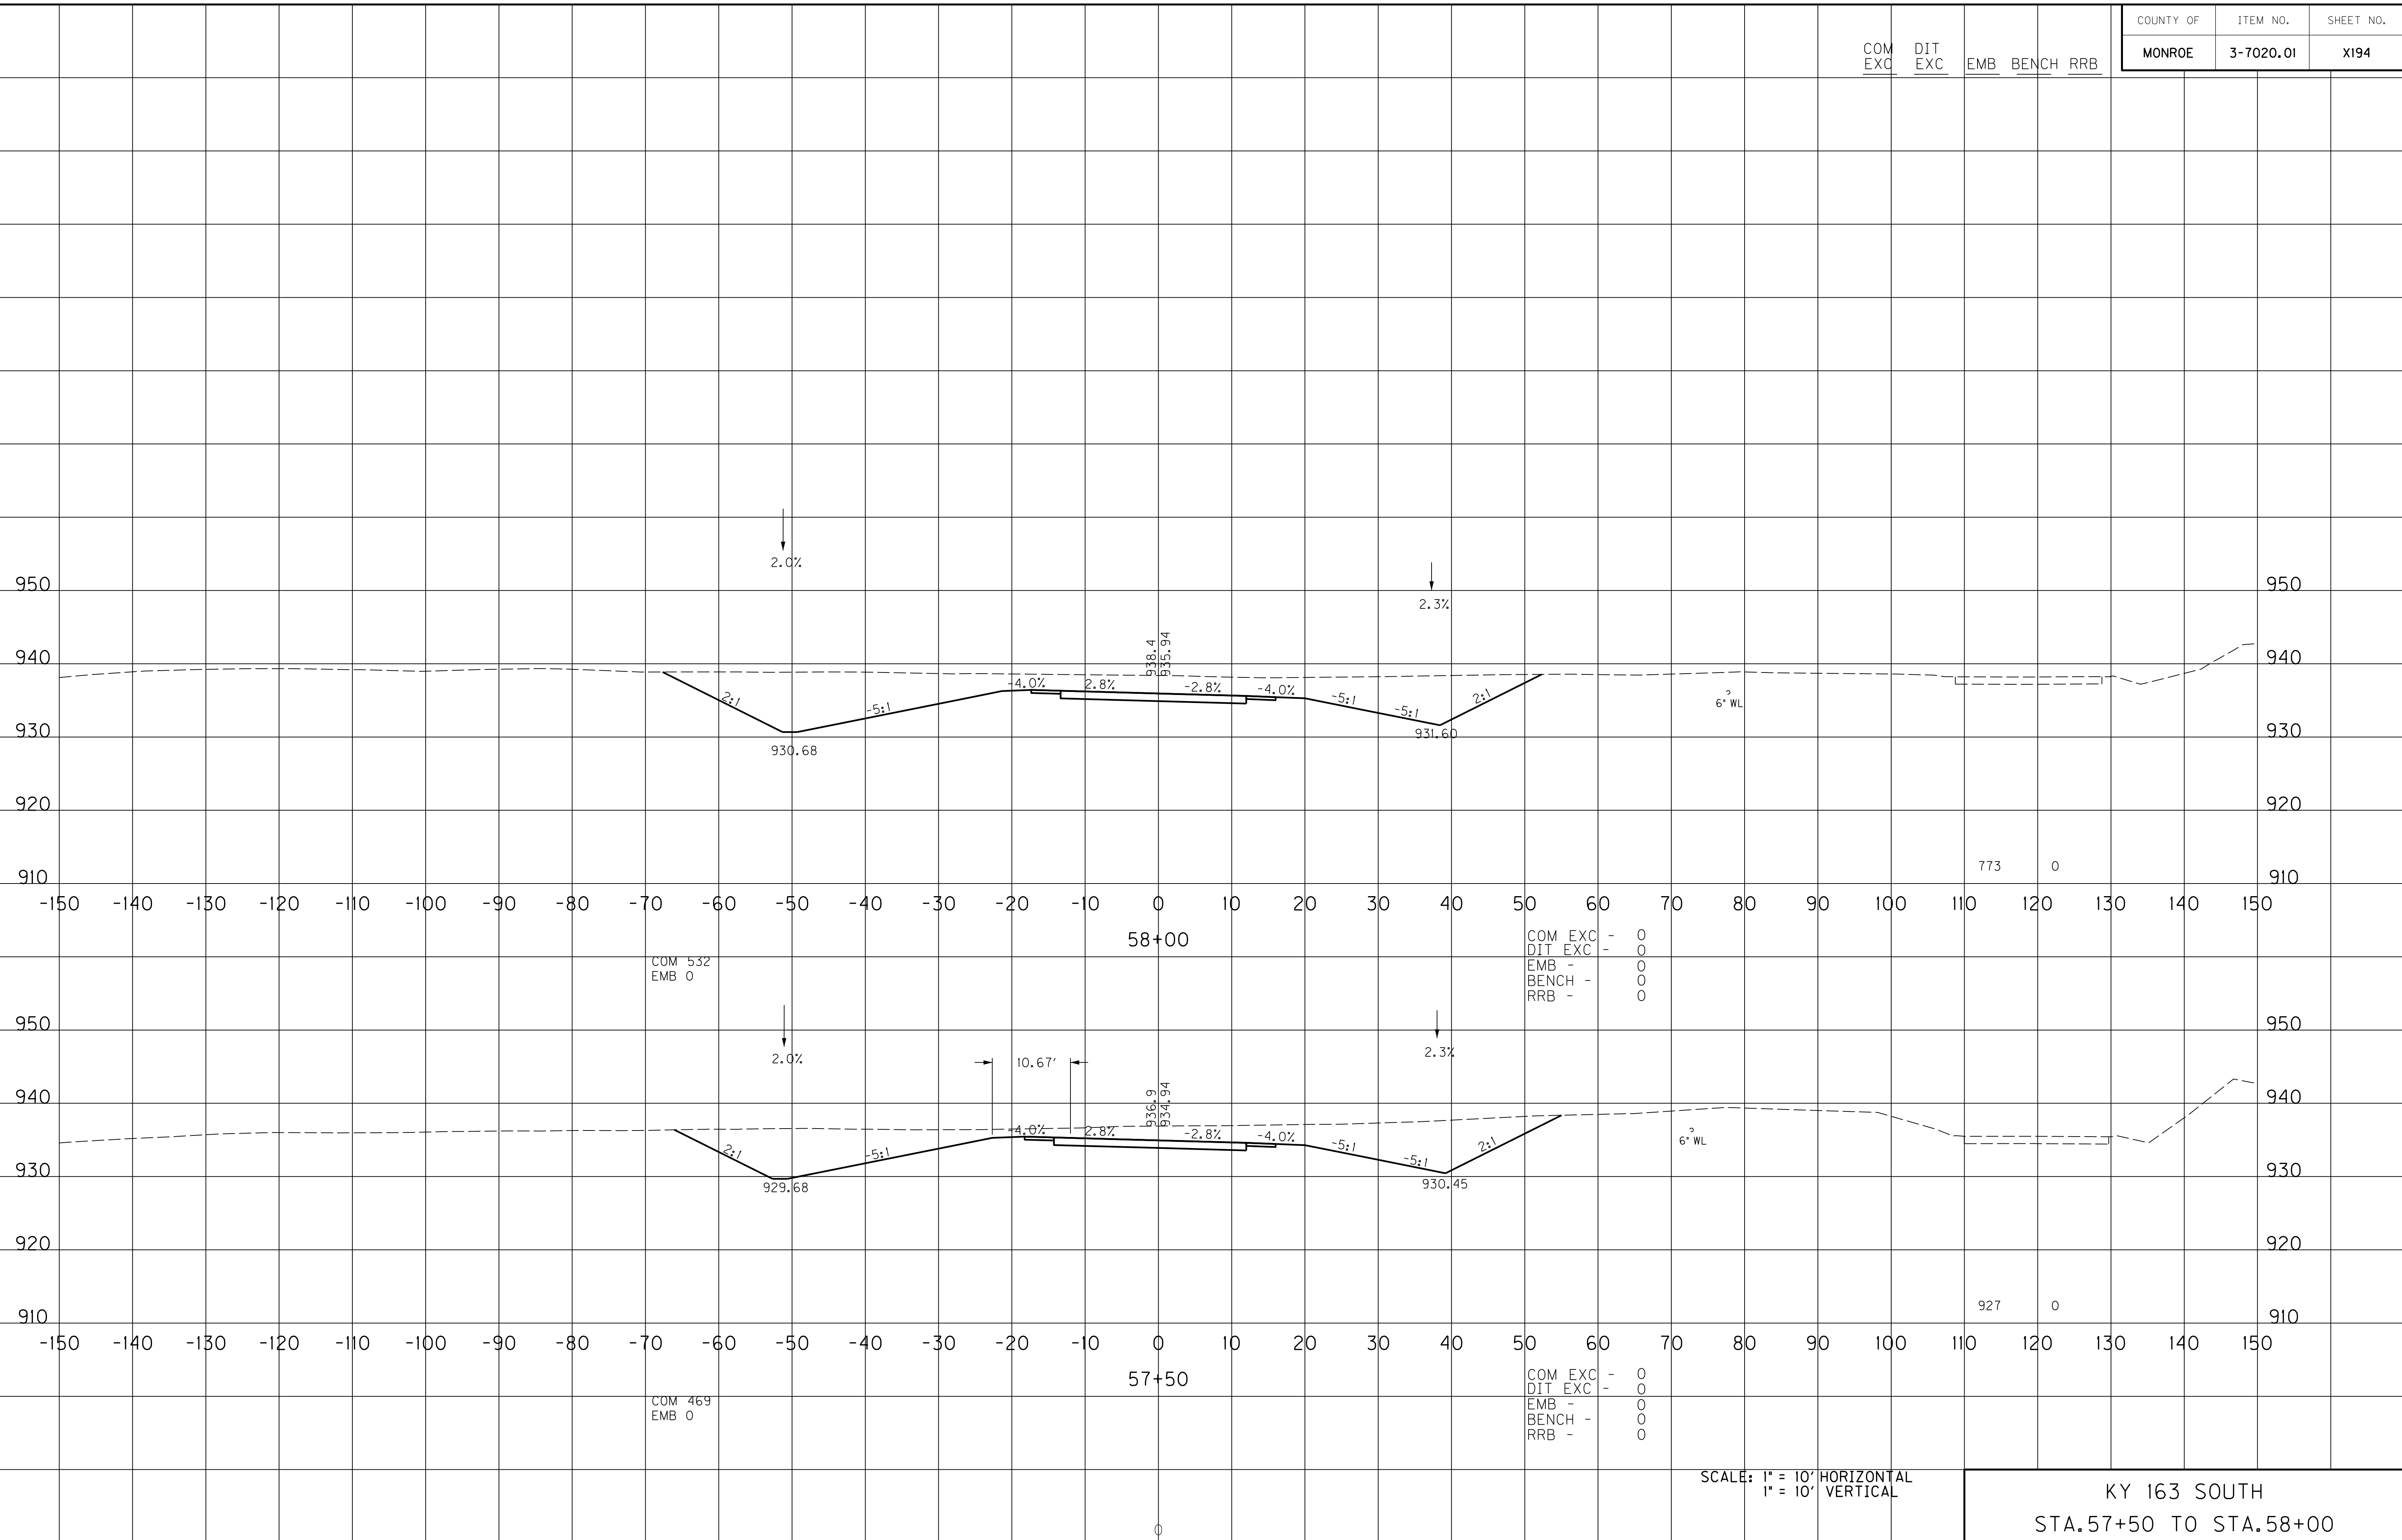 COUNTY OF ITEM NO. SHEET NO.
MONROE 3-7020.01 X194
COM DIT
EXC EXC EMB BENCH RRB
2.0%
950 950
2.3%
938.4
935.94
940 940
-4.0% 2.8% -2.8% -4.0%
2:1 -5:1 -5:1 -5:1 2:1
6" WL
930 931.60 930
930.68
920 920
773 0
910 910
-150 -140 -130 -120 -110 -100 -90 -80 -70 -60 -50 -40 -30 -20 -10 0 10 20 30 40 50 60 70 80 90 100 110 120 130 140 150
58+00
COM EXC - 0
DIT EXC - 0
EMB - 0
BENCH - 0
RRB - 0
COM 532
EMB 0
950 950
2.0% 10.67' 2.3%
936.9
934.94
940 940
-4.0% 2.8% -2.8% -4.0%
2:1 -5:1 -5:1 -5:1 2:1
6" WL
930 930
929.68 930.45
920 920
927 0
910 910
-150 -140 -130 -120 -110 -100 -90 -80 -70 -60 -50 -40 -30 -20 -10 0 10 20 30 40 50 60 70 80 90 100 110 120 130 140 150
57+50
COM EXC - 0
DIT EXC - 0
EMB - 0
BENCH - 0
RRB - 0
COM 469
EMB 0
SCALE: 1" = 10' HORIZONTAL
1" = 10' VERTICAL
KY 163 SOUTH
STA.57+50 TO STA.58+00
0